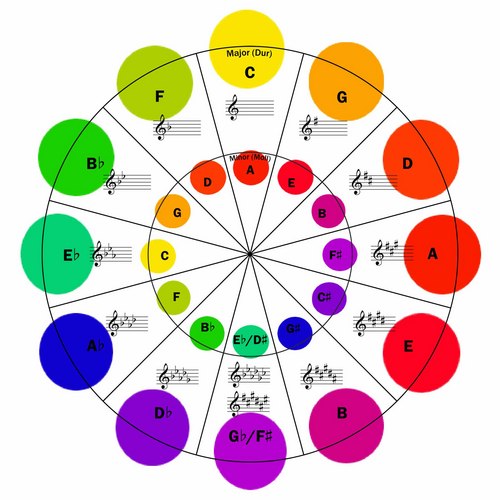 Major (Dur)
C
G
D
A
E
B
G♭/F♯
D♭
A♭
E♭
B♭
F
Minor (Moll)
A
E
B
F♯
C♯
G♯
E♭/D♯
B♭
F
C
G
D